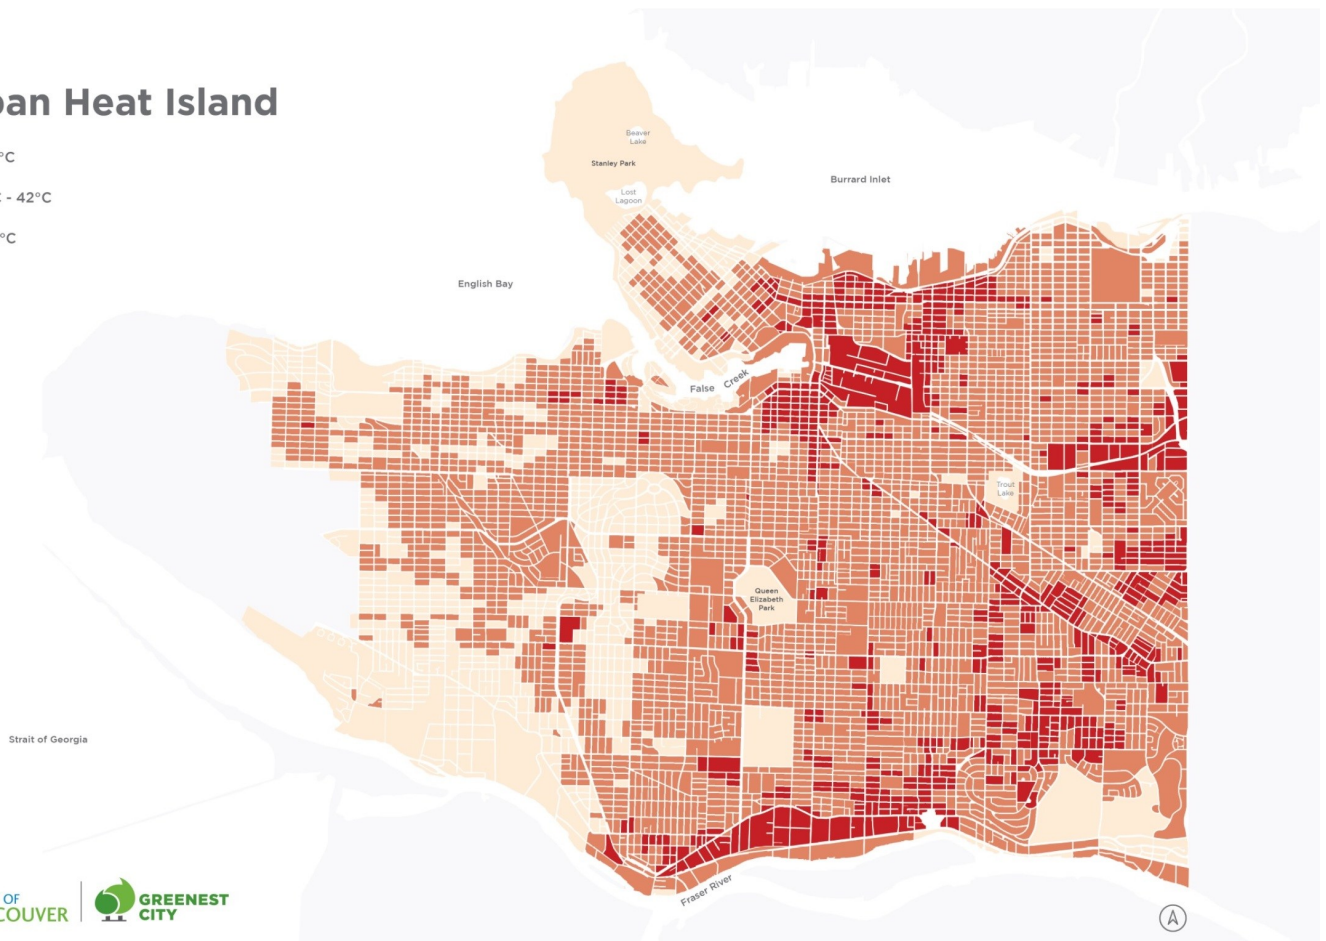 ban Heat Island
°C
- 42°C
°C
Beaver
Lake
Stanley Park
Lost
Lagoon
Burrard Inlet
English Bay
False Creek
Trout
Lake
Queen
Elizabeth
Park
Strait of Georgia
Fraser River
OF
COUVER
GREENEST
CITY
A